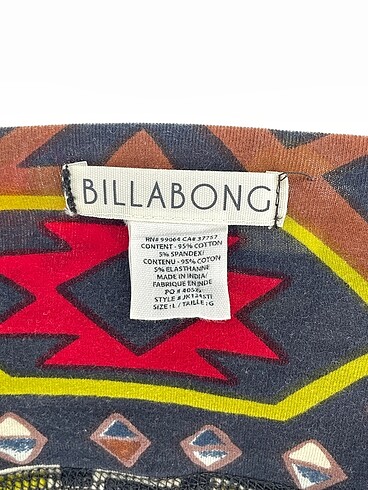 BILLABONG
RN# 99064 CA# 37757
CONTENT - 95% COTTON
5% SPANDEX/
CONTENU - 95% COTON
5% ELASTHANNE
MADE IN INDIA/
FABRIQUE EN INDE
PO #
STYLE #
SIZE : L / TAILLE : G